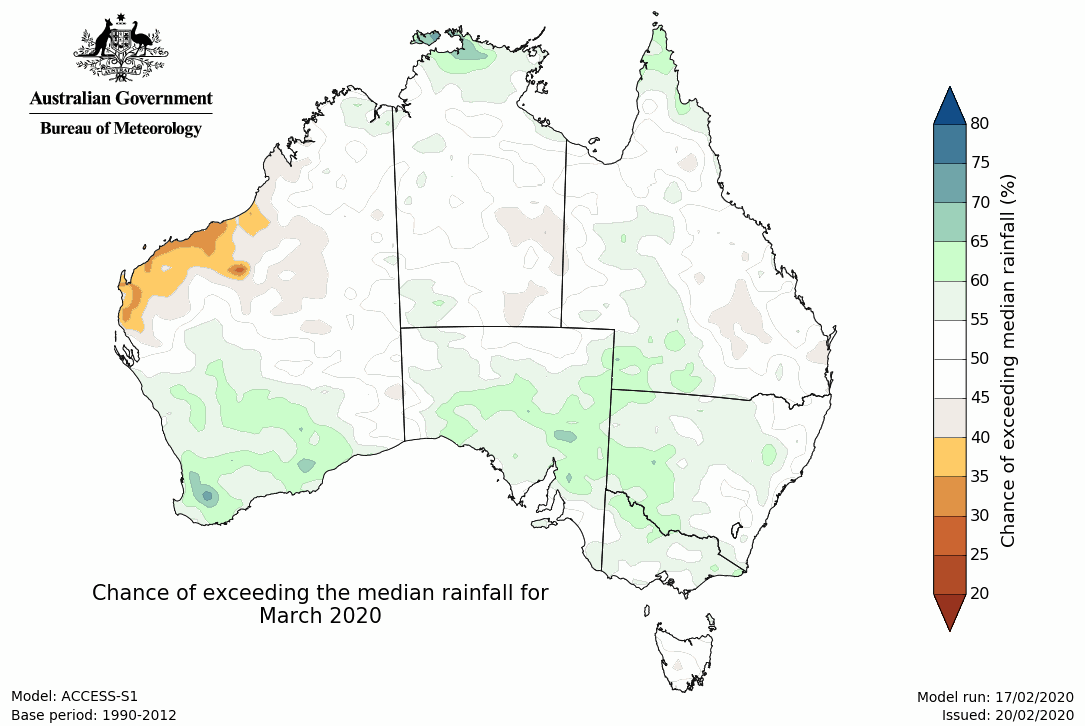 AUSTRALIA
Australian Government
Bureau of Meteorology
80
75
70
65
60
55
50
45
40
35
30
25
20
Chance of exceeding median rainfall (%)
Chance of exceeding the median rainfall for
March 2020
Model: ACCESS-S1
Base period: 1990-2012
Model run: 17/02/2020
Issued: 20/02/2020